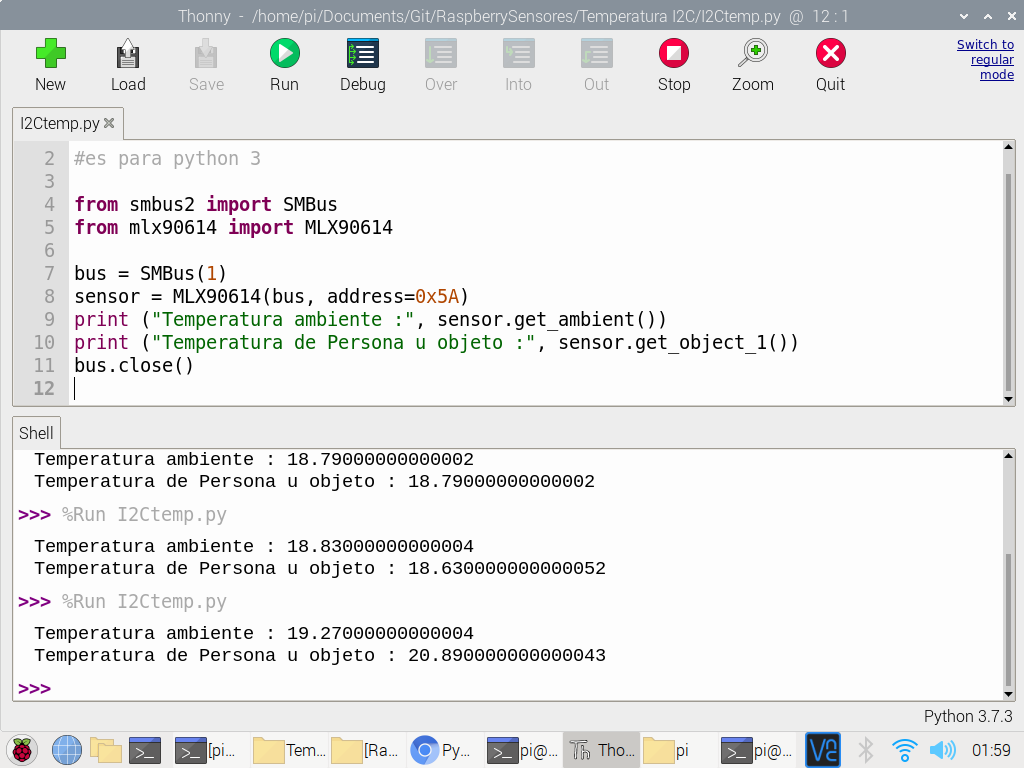 Thonny - /home/pi/Documents/Git/RaspberrySensores/Temperatura I2C/I2Ctemp.py @ 12 : 1
New Load Save Run Debug Over Into Out Stop Zoom Quit
Switch to
regular
mode
I2Ctemp.py
2 #es para python 3
3
4 from smbus2 import SMBus
5 from mlx90614 import MLX90614
6
7 bus = SMBus(1)
8 sensor = MLX90614(bus, address=0x5A)
9 print ("Temperatura ambiente :", sensor.get_ambient())
10 print ("Temperatura de Persona u objeto :", sensor.get_object_1())
11 bus.close()
12
Shell
Temperatura ambiente : 18.79000000000002
Temperatura de Persona u objeto : 18.79000000000002
>>> %Run I2Ctemp.py
Temperatura ambiente : 18.83000000000004
Temperatura de Persona u objeto : 18.630000000000052
>>> %Run I2Ctemp.py
Temperatura ambiente : 19.27000000000004
Temperatura de Persona u objeto : 20.890000000000043
>>>
Python 3.7.3
[pi... Tem... [Ra... Py... pi@... Tho... pi pi@... 01:59